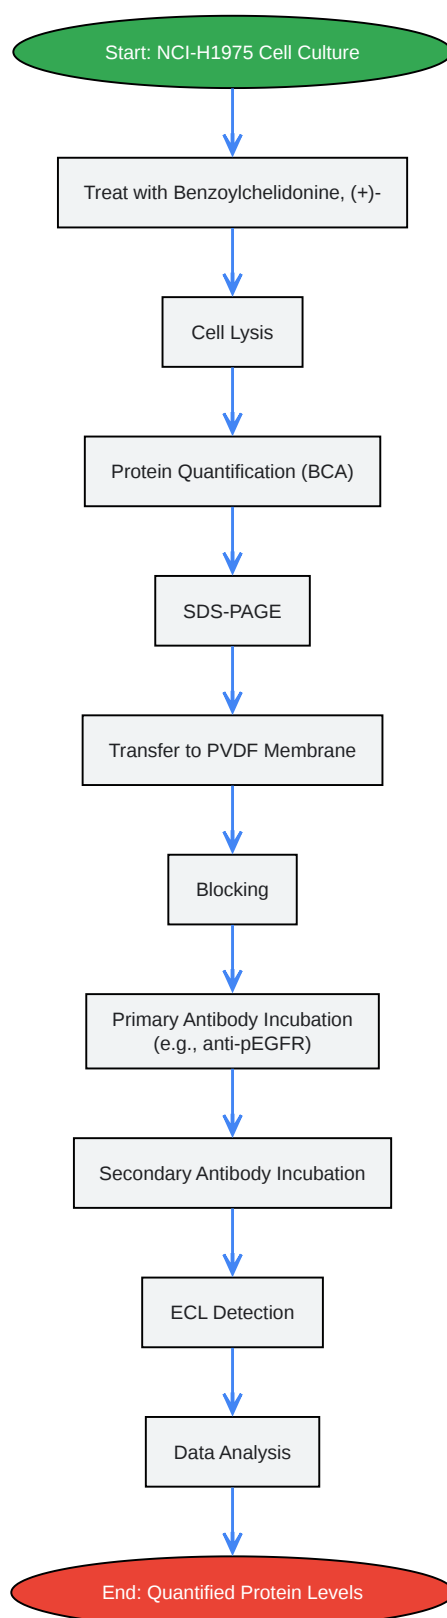 Start: NCI-H1975 Cell Culture
Treat with Benzoylchelidonine, (+)-
Cell Lysis
Protein Quantification (BCA)
SDS-PAGE
Transfer to PVDF Membrane
Blocking
Primary Antibody Incubation
(e.g., anti-pEGFR)
Secondary Antibody Incubation
ECL Detection
Data Analysis
End: Quantified Protein Levels